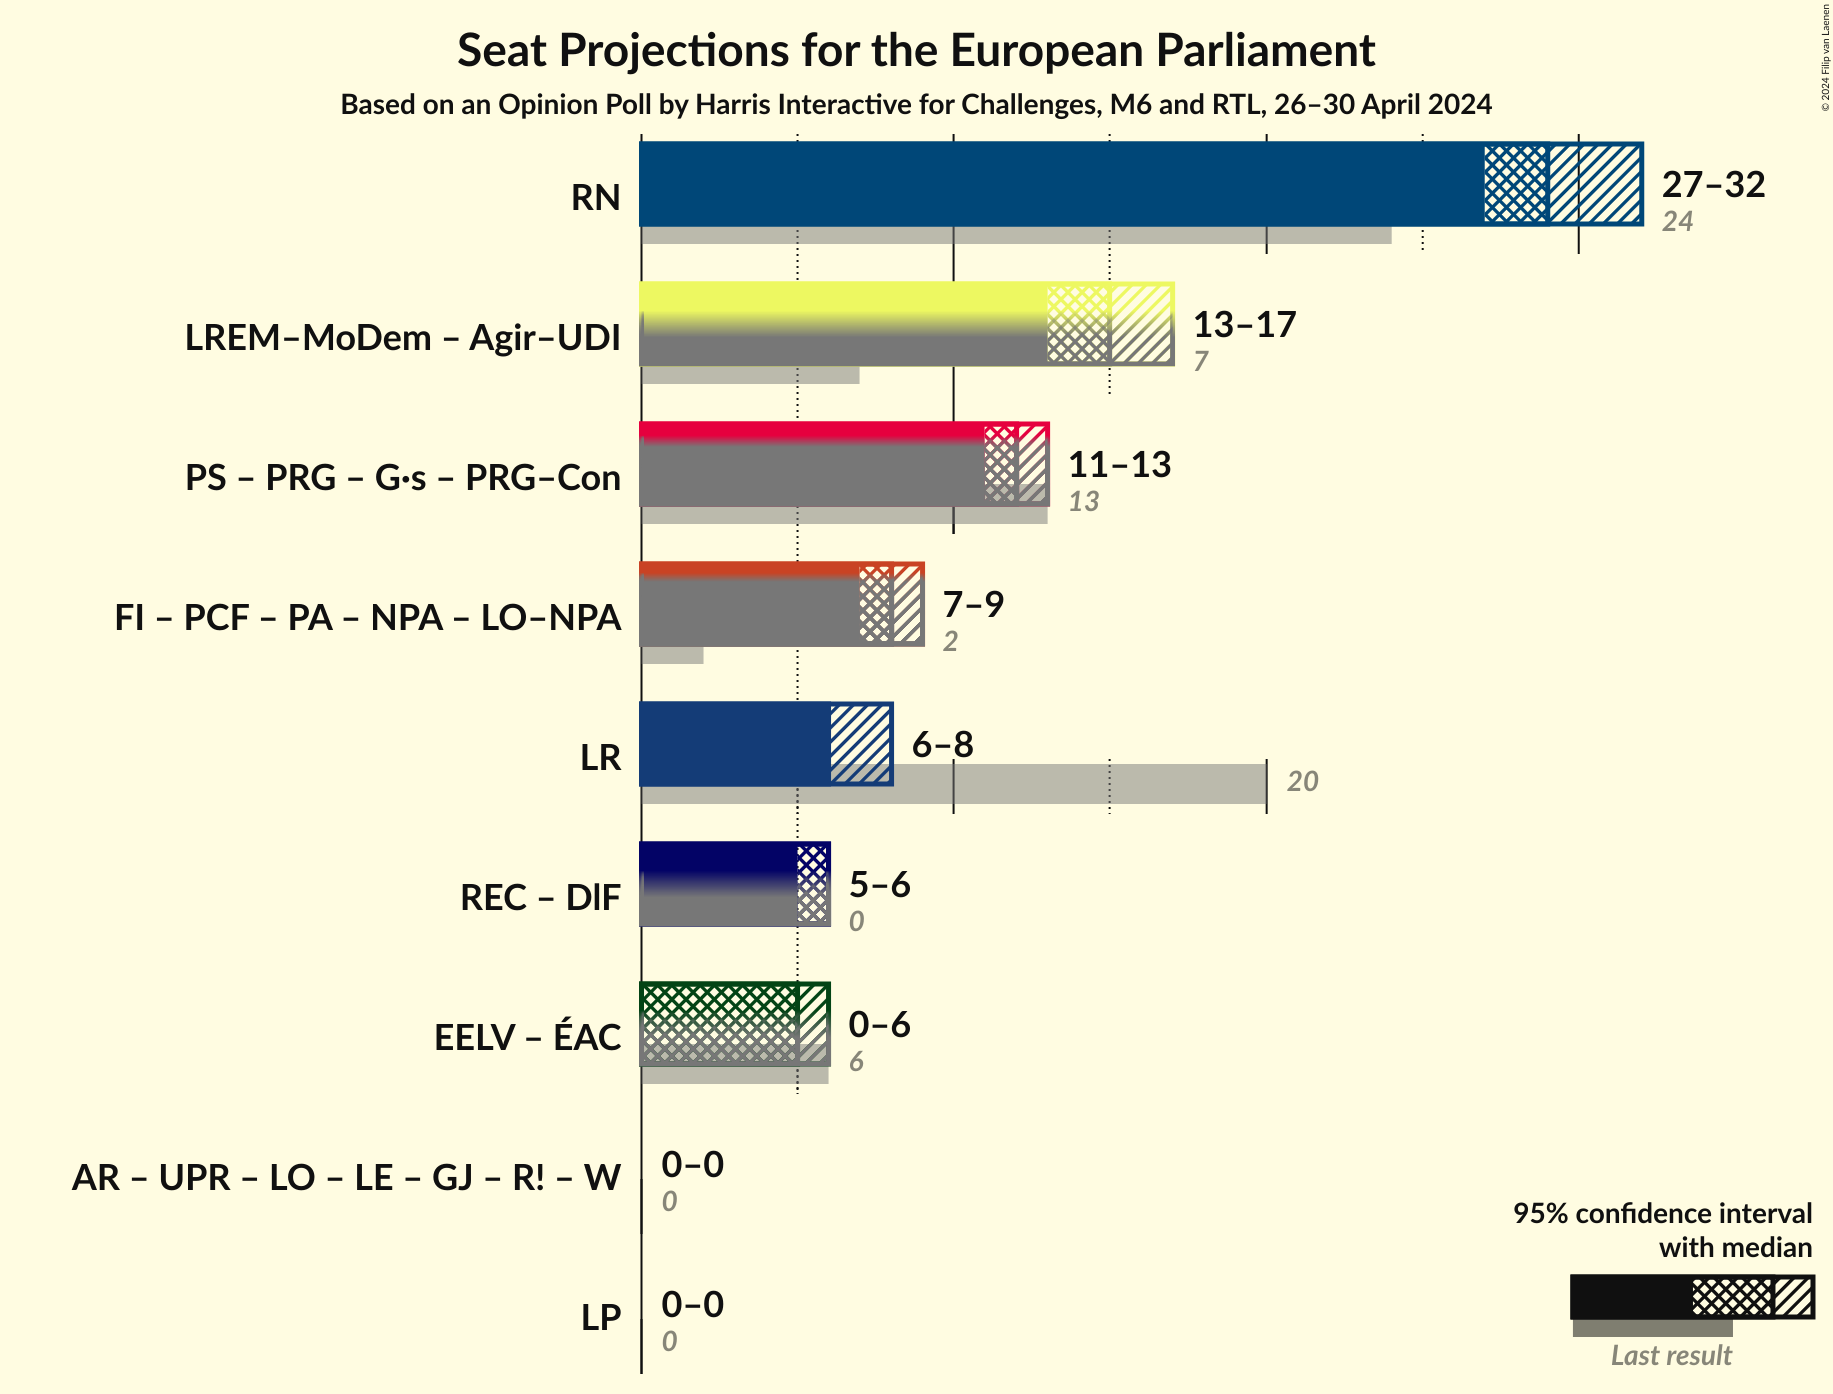 Seat Projections for the European Parliament
Based on an Opinion Poll by Harris Interactive for Challenges, M6 and RTL, 26–30 April 2024
© 2024 Filip van Laenen
RN
27–32
24
LREM–MoDem – Agir–UDI
13–17
7
PS – PRG – G·s – PRG–Con
11–13
13
FI – PCF – PA – NPA – LO–NPA
7–9
2
LR
6–8
20
REC – DlF
5–6
0
EELV – ÉAC
0–6
6
AR – UPR – LO – LE – GJ – R! – W
0–0
0
LP
0–0
0
95% confidence interval
with median
Last result